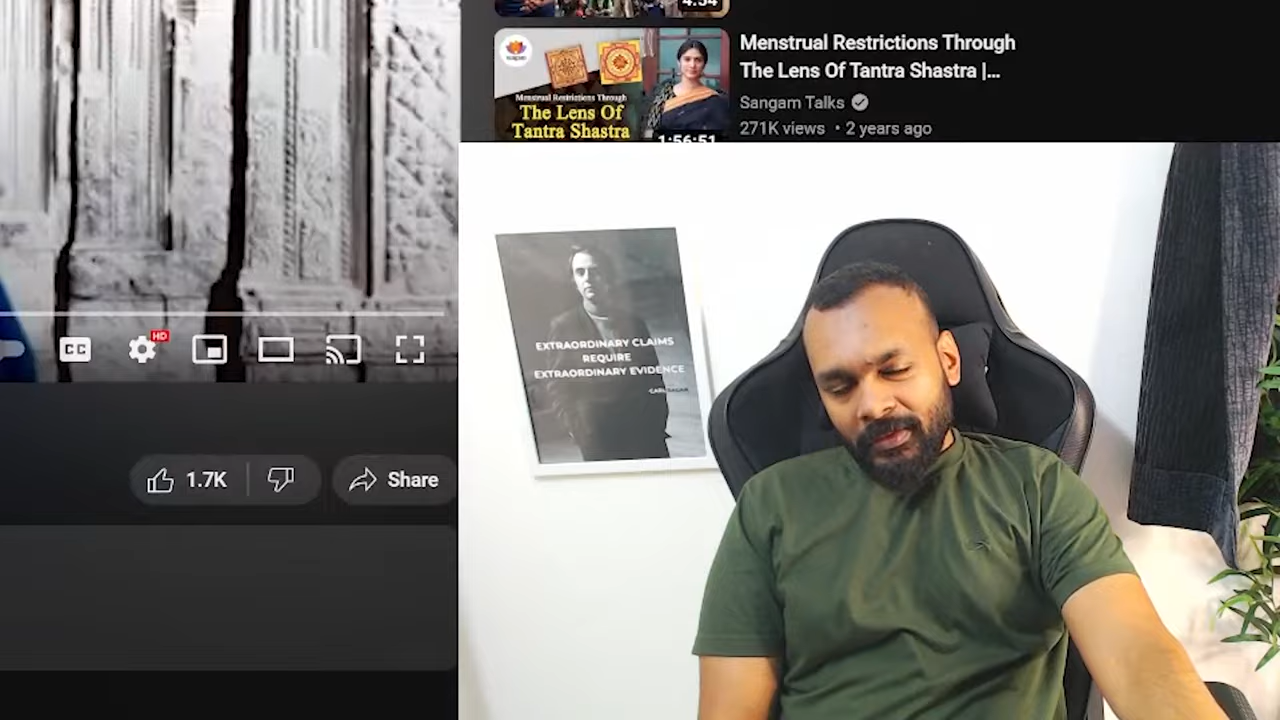 4:54
Menstrual Restrictions Through
The Lens Of Tantra Shastra |...
Sangam Talks
271K views • 2 years ago
Menstrual Restrictions Through
The Lens Of
Tantra Shastra
1:56:51
CC
HD
1.7K
Share
EXTRAORDINARY CLAIMS
REQUIRE
EXTRAORDINARY EVIDENCE